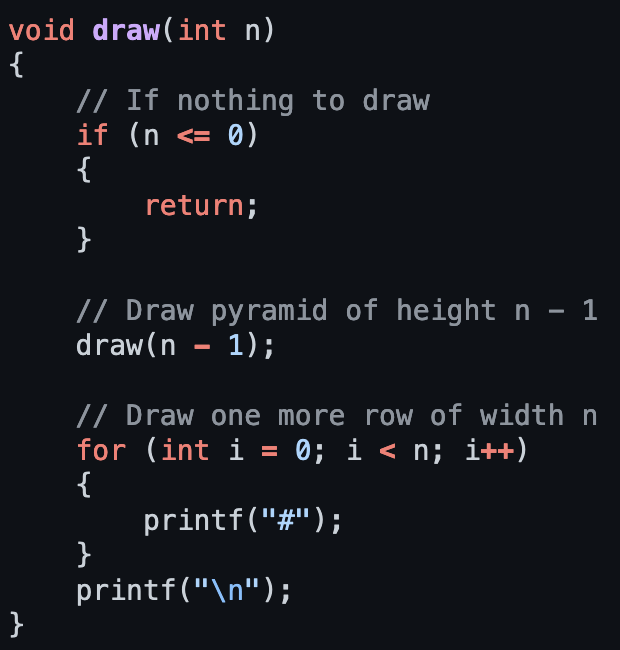 void draw(int n)
{
    // If nothing to draw
    if (n <= 0)
    {
        return;
    }

    // Draw pyramid of height n - 1
    draw(n - 1);

    // Draw one more row of width n
    for (int i = 0; i < n; i++)
    {
        printf("#");
    }
    printf("\n");
}